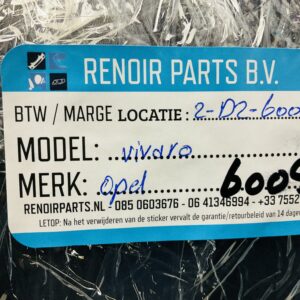 RENOIR PARTS B.V.
BTW / MARGE LOCATIE : 2-D2-600
MODEL: vivaro
MERK: opel 600
RENOIRPARTS.NL / 085 0603676 - 06 41346994 - +33 7552
LETOP: Na het verwijderen van de sticker vervalt de garantie/retourbeleid van 14 dagen